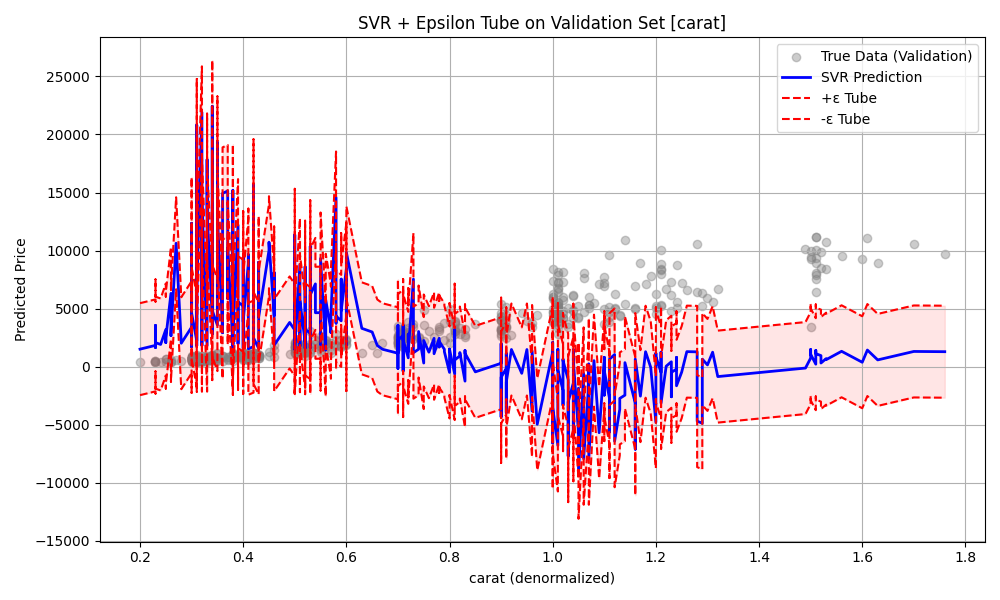 SVR + Epsilon Tube on Validation Set [carat]
True Data (Validation)
SVR Prediction
+ε Tube
-ε Tube
Predicted Price
25000
20000
15000
10000
5000
0
−5000
−10000
−15000
0.2 0.4 0.6 0.8 1.0 1.2 1.4 1.6 1.8
carat (denormalized)